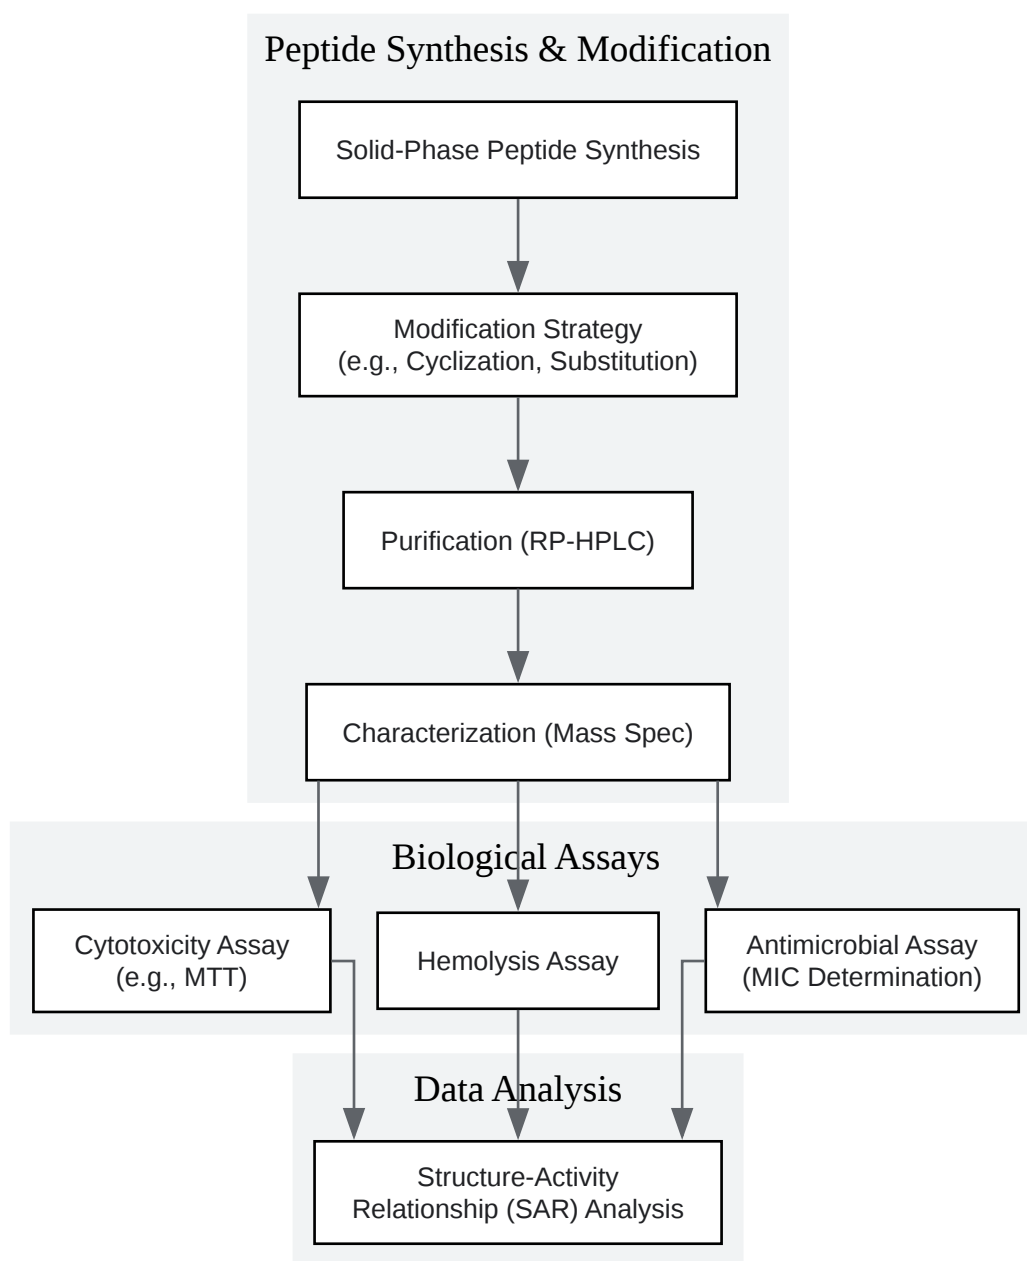 Peptide Synthesis & Modification
Solid-Phase Peptide Synthesis
Modification Strategy
(e.g., Cyclization, Substitution)
Purification (RP-HPLC)
Characterization (Mass Spec)
Biological Assays
Cytotoxicity Assay
(e.g., MTT)
Hemolysis Assay
Antimicrobial Assay
(MIC Determination)
Data Analysis
Structure-Activity
Relationship (SAR) Analysis